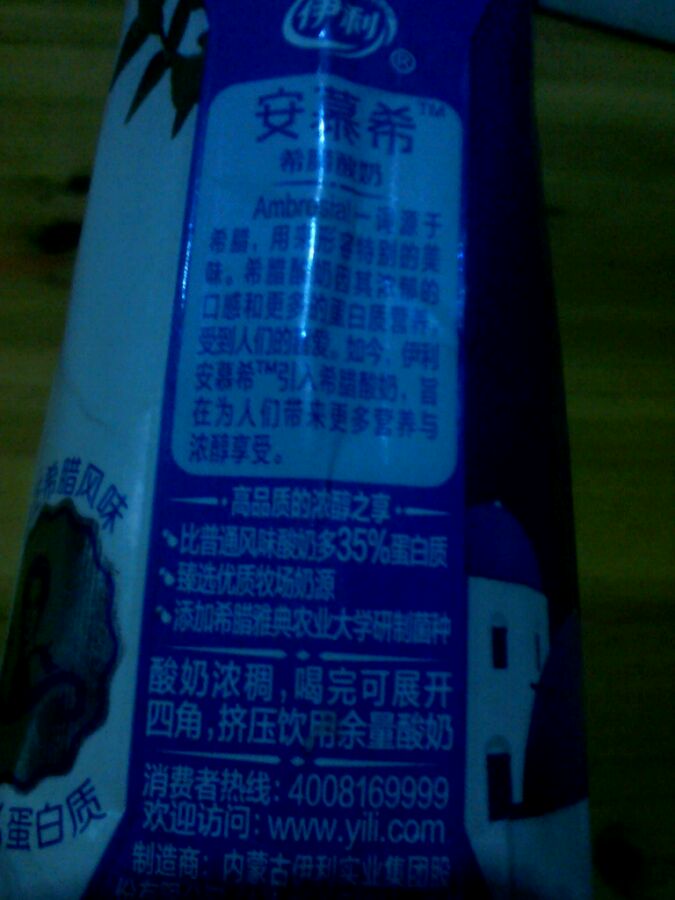 伊利
®
安慕希™
希腊酸奶
Ambrosial一词源于
希腊，用来形容特别的美
味。希腊酸奶因其浓郁的
口感和更多的蛋白质营养，
受到人们的喜爱。如今，伊利
安慕希™引入希腊酸奶，旨
在为人们带来更多营养与
浓醇享受。
·高品质的浓醇之享·
比普通风味酸奶多35%蛋白质
臻选优质牧场奶源
添加希腊雅典农业大学研制菌种
酸奶浓稠，喝完可展开
四角，挤压饮用余量酸奶
消费者热线：4008169999
欢迎访问：www.yili.com
制造商：内蒙古伊利实业集团股
份有限公司
希腊风味
蛋白质